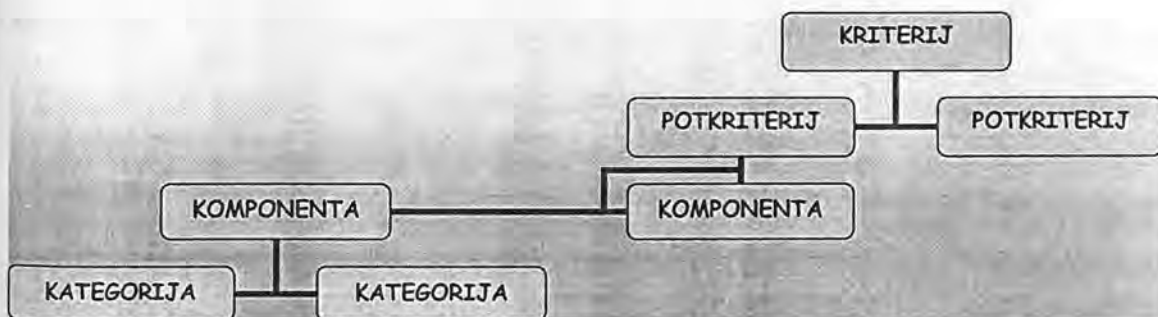 KRITERIJ
POTKRITERIJ
POTKRITERIJ
KOMPONENTA
KOMPONENTA
KATEGORIJA
KATEGORIJA